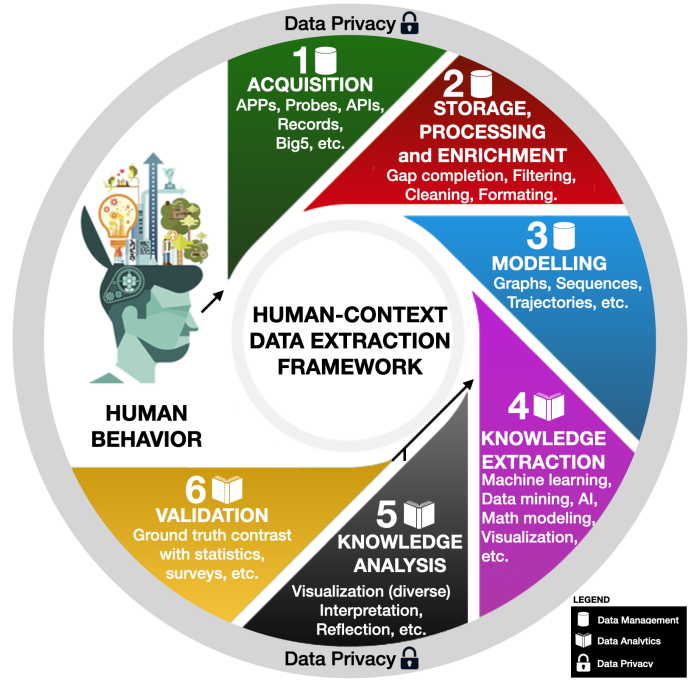 Data Privacy
1
ACQUISITION
APPs, Probes, APIs,
Records,
Big5, etc.
2
STORAGE,
PROCESSING
and ENRICHMENT
Gap completion, Filtering,
Cleaning, Formating.
3
MODELLING
Graphs, Sequences,
Trajectories, etc.
HUMAN-CONTEXT
DATA EXTRACTION
FRAMEWORK
HUMAN
BEHAVIOR
4
KNOWLEDGE
EXTRACTION
Machine learning,
Data mining, AI,
Math modeling,
Visualization,
etc.
5
KNOWLEDGE
ANALYSIS
Visualization (diverse)
Interpretation,
Reflection, etc.
6
VALIDATION
Ground truth contrast
with statistics,
surveys, etc.
Data Privacy
LEGEND
Data Management
Data Analytics
Data Privacy